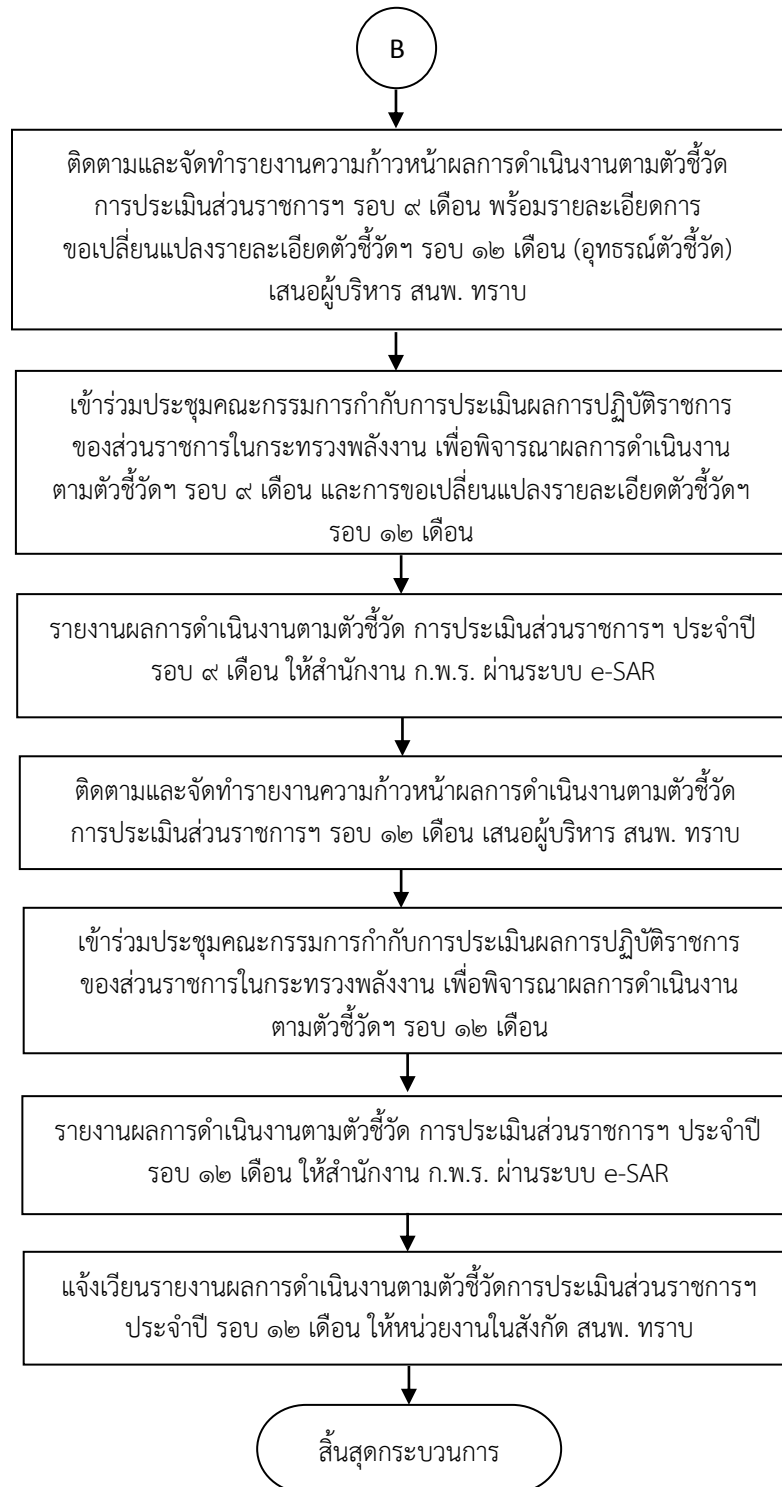 B
ติดตามและจัดทำรายงานความก้าวหน้าผลการดำเนินงานตามตัวชี้วัด
การประเมินส่วนราชการฯ รอบ ๙ เดือน พร้อมรายละเอียดการ
ขอเปลี่ยนแปลงรายละเอียดตัวชี้วัดฯ รอบ ๑๒ เดือน (อุทธรณ์ตัวชี้วัด)
เสนอผู้บริหาร สนพ. ทราบ
เข้าร่วมประชุมคณะกรรมการกำกับการประเมินผลการปฏิบัติราชการ
ของส่วนราชการในกระทรวงพลังงาน เพื่อพิจารณาผลการดำเนินงาน
ตามตัวชี้วัดฯ รอบ ๙ เดือน และการขอเปลี่ยนแปลงรายละเอียดตัวชี้วัดฯ
รอบ ๑๒ เดือน
รายงานผลการดำเนินงานตามตัวชี้วัด การประเมินส่วนราชการฯ ประจำปี
รอบ ๙ เดือน ให้สำนักงาน ก.พ.ร. ผ่านระบบ e-SAR
ติดตามและจัดทำรายงานความก้าวหน้าผลการดำเนินงานตามตัวชี้วัด
การประเมินส่วนราชการฯ รอบ ๑๒ เดือน เสนอผู้บริหาร สนพ. ทราบ
เข้าร่วมประชุมคณะกรรมการกำกับการประเมินผลการปฏิบัติราชการ
ของส่วนราชการในกระทรวงพลังงาน เพื่อพิจารณาผลการดำเนินงาน
ตามตัวชี้วัดฯ รอบ ๑๒ เดือน
รายงานผลการดำเนินงานตามตัวชี้วัด การประเมินส่วนราชการฯ ประจำปี
รอบ ๑๒ เดือน ให้สำนักงาน ก.พ.ร. ผ่านระบบ e-SAR
แจ้งเวียนรายงานผลการดำเนินงานตามตัวชี้วัดการประเมินส่วนราชการฯ
ประจำปี รอบ ๑๒ เดือน ให้หน่วยงานในสังกัด สนพ. ทราบ
สิ้นสุดกระบวนการ